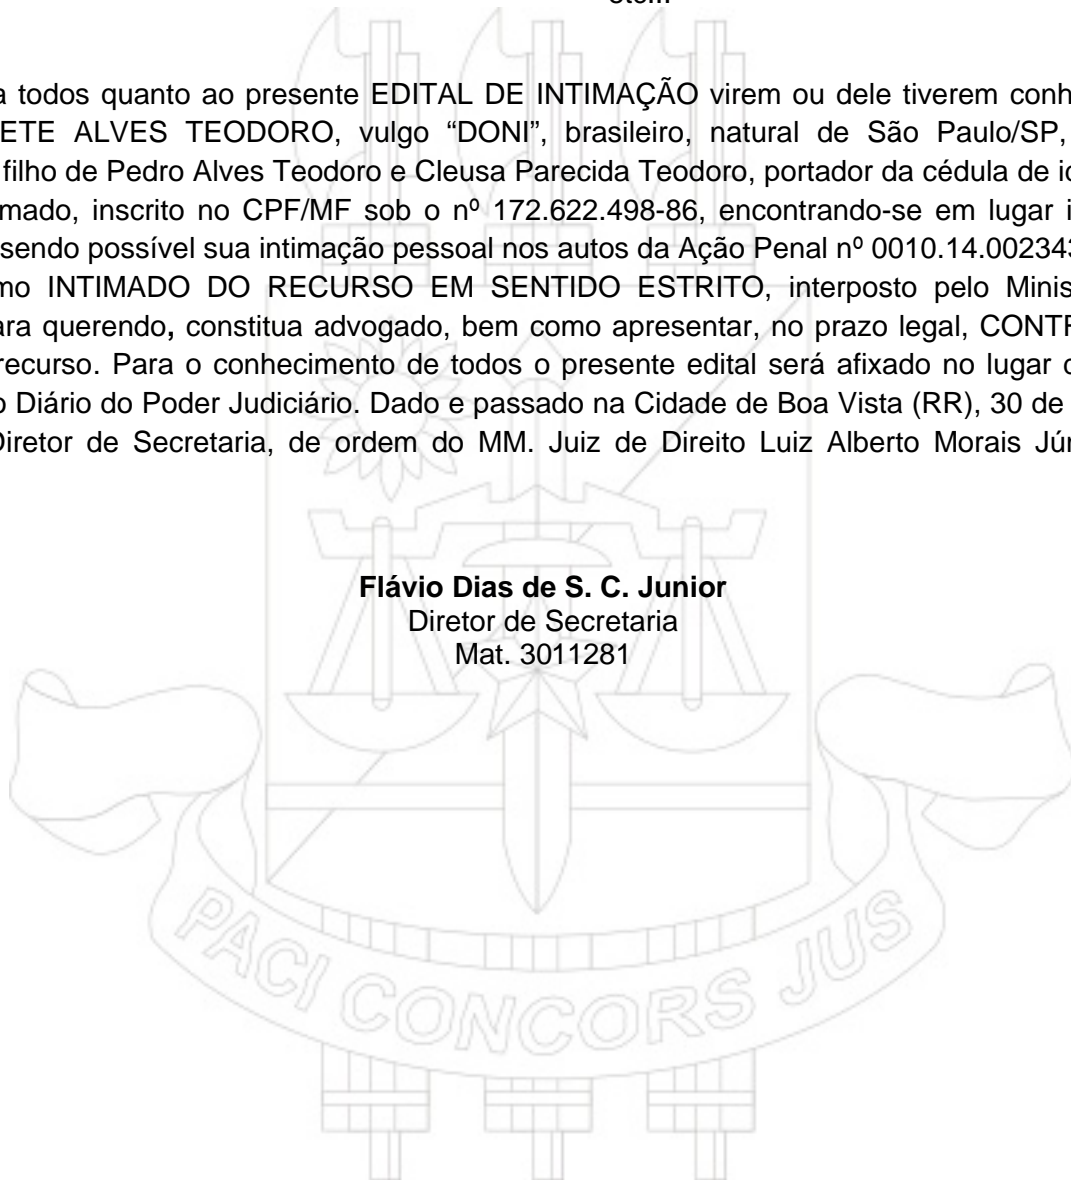 a todos quanto ao presente EDITAL DE INTIMAÇÃO virem ou dele tiverem conh
ETE ALVES TEODORO, vulgo “DONI”, brasileiro, natural de São Paulo/SP,
filho de Pedro Alves Teodoro e Cleusa Parecida Teodoro, portador da cédula de i
mado, inscrito no CPF/MF sob o nº 172.622.498-86, encontrando-se em lugar i
sendo possível sua intimação pessoal nos autos da Ação Penal nº 0010.14.002343
mo INTIMADO DO RECURSO EM SENTIDO ESTRITO, interposto pelo Minis
ara querendo, constitua advogado, bem como apresentar, no prazo legal, CONTR
recurso. Para o conhecimento de todos o presente edital será afixado no lugar
o Diário do Poder Judiciário. Dado e passado na Cidade de Boa Vista (RR), 30 de
Diretor de Secretaria, de ordem do MM. Juiz de Direito Luiz Alberto Morais Jún
Flávio Dias de S. C. Junior
Diretor de Secretaria
Mat. 3011281
PACI CONCORS JUS